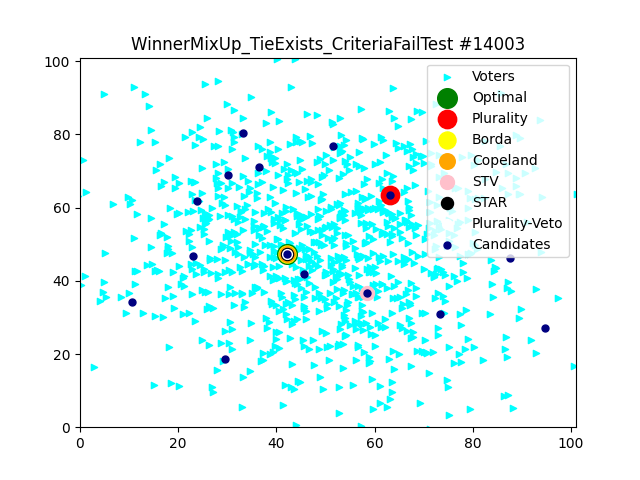 WinnerMixUp_TieExists_CriteriaFailTest #14003
Voters
Optimal
Plurality
Borda
Copeland
STV
STAR
Plurality-Veto
Candidates
100
80
60
40
20
0
0 20 40 60 80 100